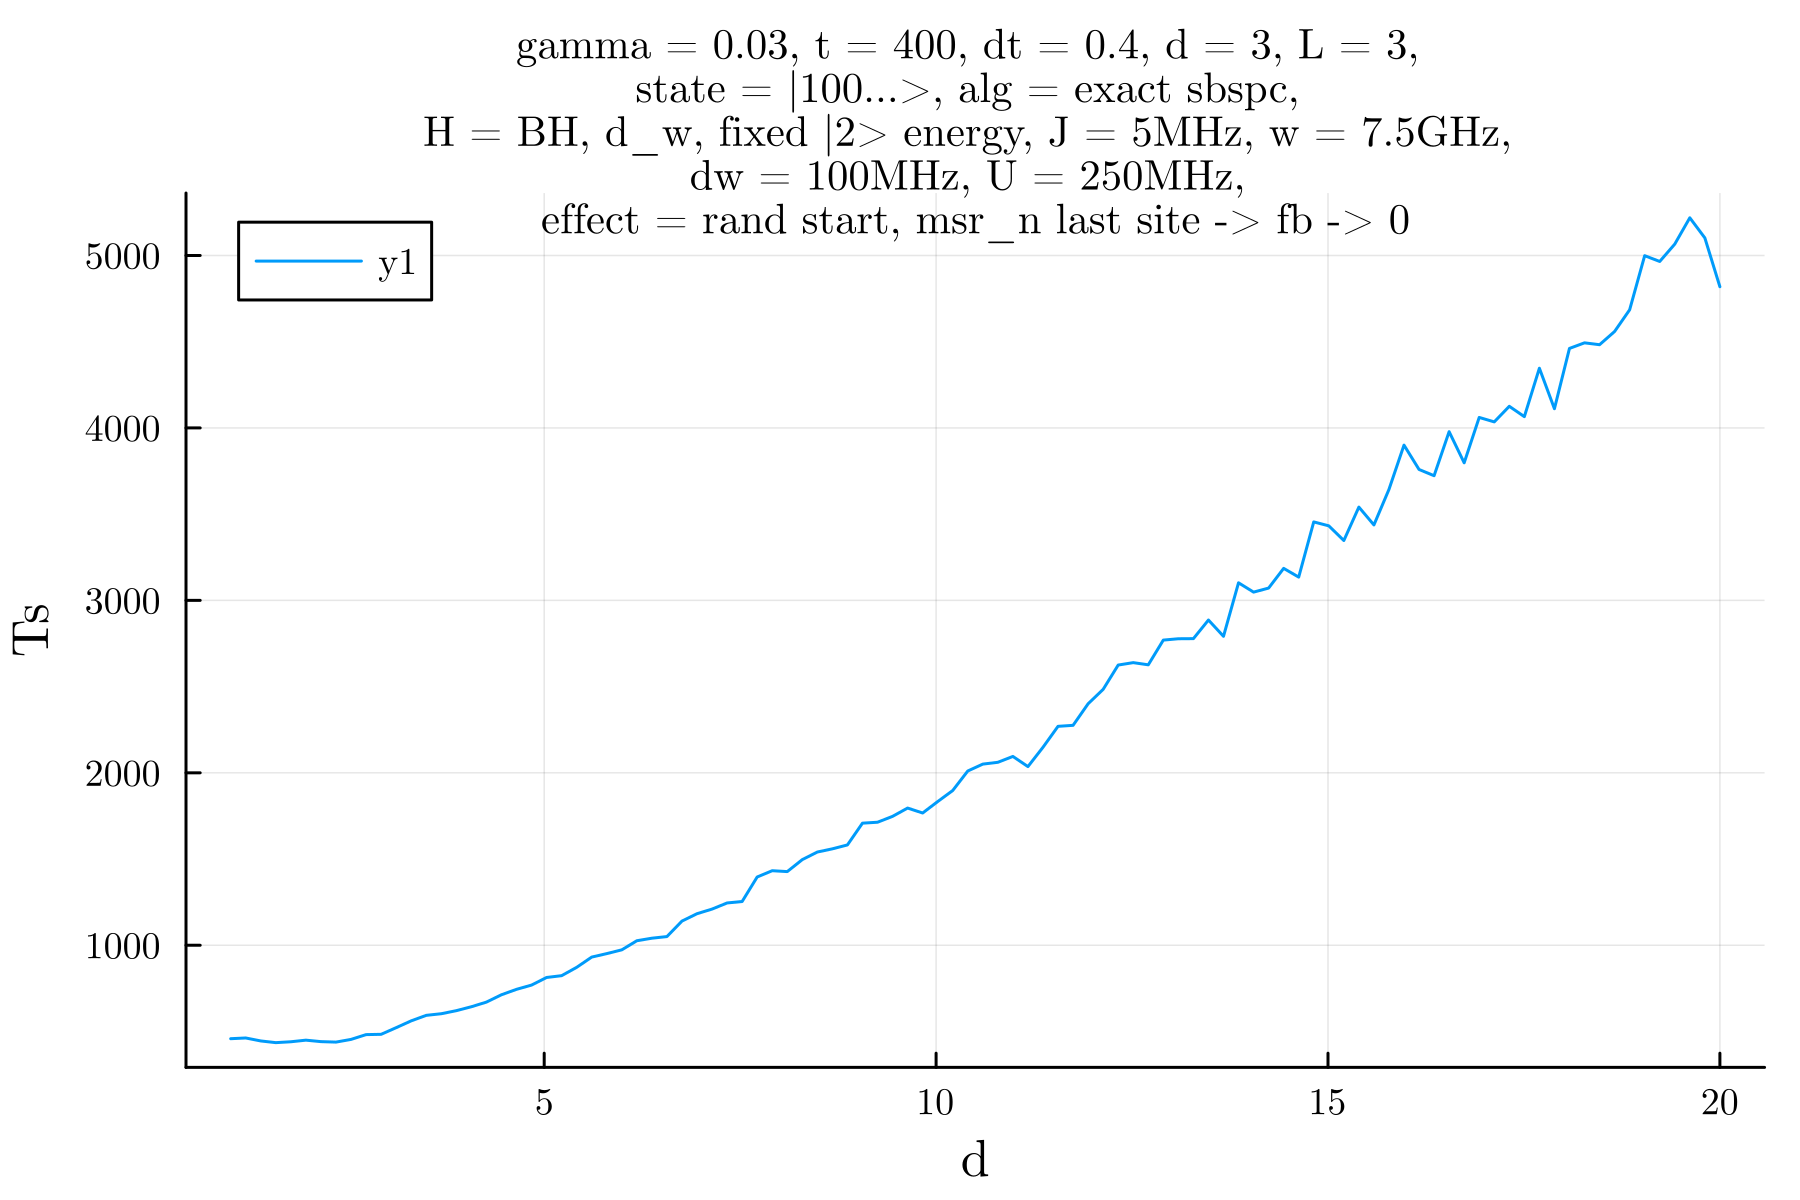 gamma = 0.03, t = 400, dt = 0.4, d = 3, L = 3,
state = |100...>, alg = exact sbspc,
H = BH, d_w, fixed |2> energy, J = 5MHz, w = 7.5GHz,
dw = 100MHz, U = 250MHz,
effect = rand start, msr_n last site -> fb -> 0
y1
5000
4000
3000
2000
1000
Ts
5
10
15
20
d